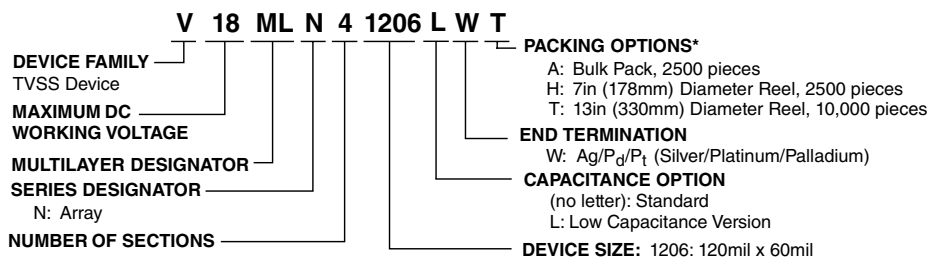 V 18 ML N 4 1206 L W T
DEVICE FAMILY
TVSS Device
MAXIMUM DC
WORKING VOLTAGE
MULTILAYER DESIGNATOR
SERIES DESIGNATOR
N: Array
NUMBER OF SECTIONS
PACKING OPTIONS*
A: Bulk Pack, 2500 pieces
H: 7in (178mm) Diameter Reel, 2500 pieces
T: 13in (330mm) Diameter Reel, 10,000 pieces
END TERMINATION
W: Ag/Pd/Pt (Silver/Platinum/Palladium)
CAPACITANCE OPTION
(no letter): Standard
L: Low Capacitance Version
DEVICE SIZE: 1206: 120mil x 60mil